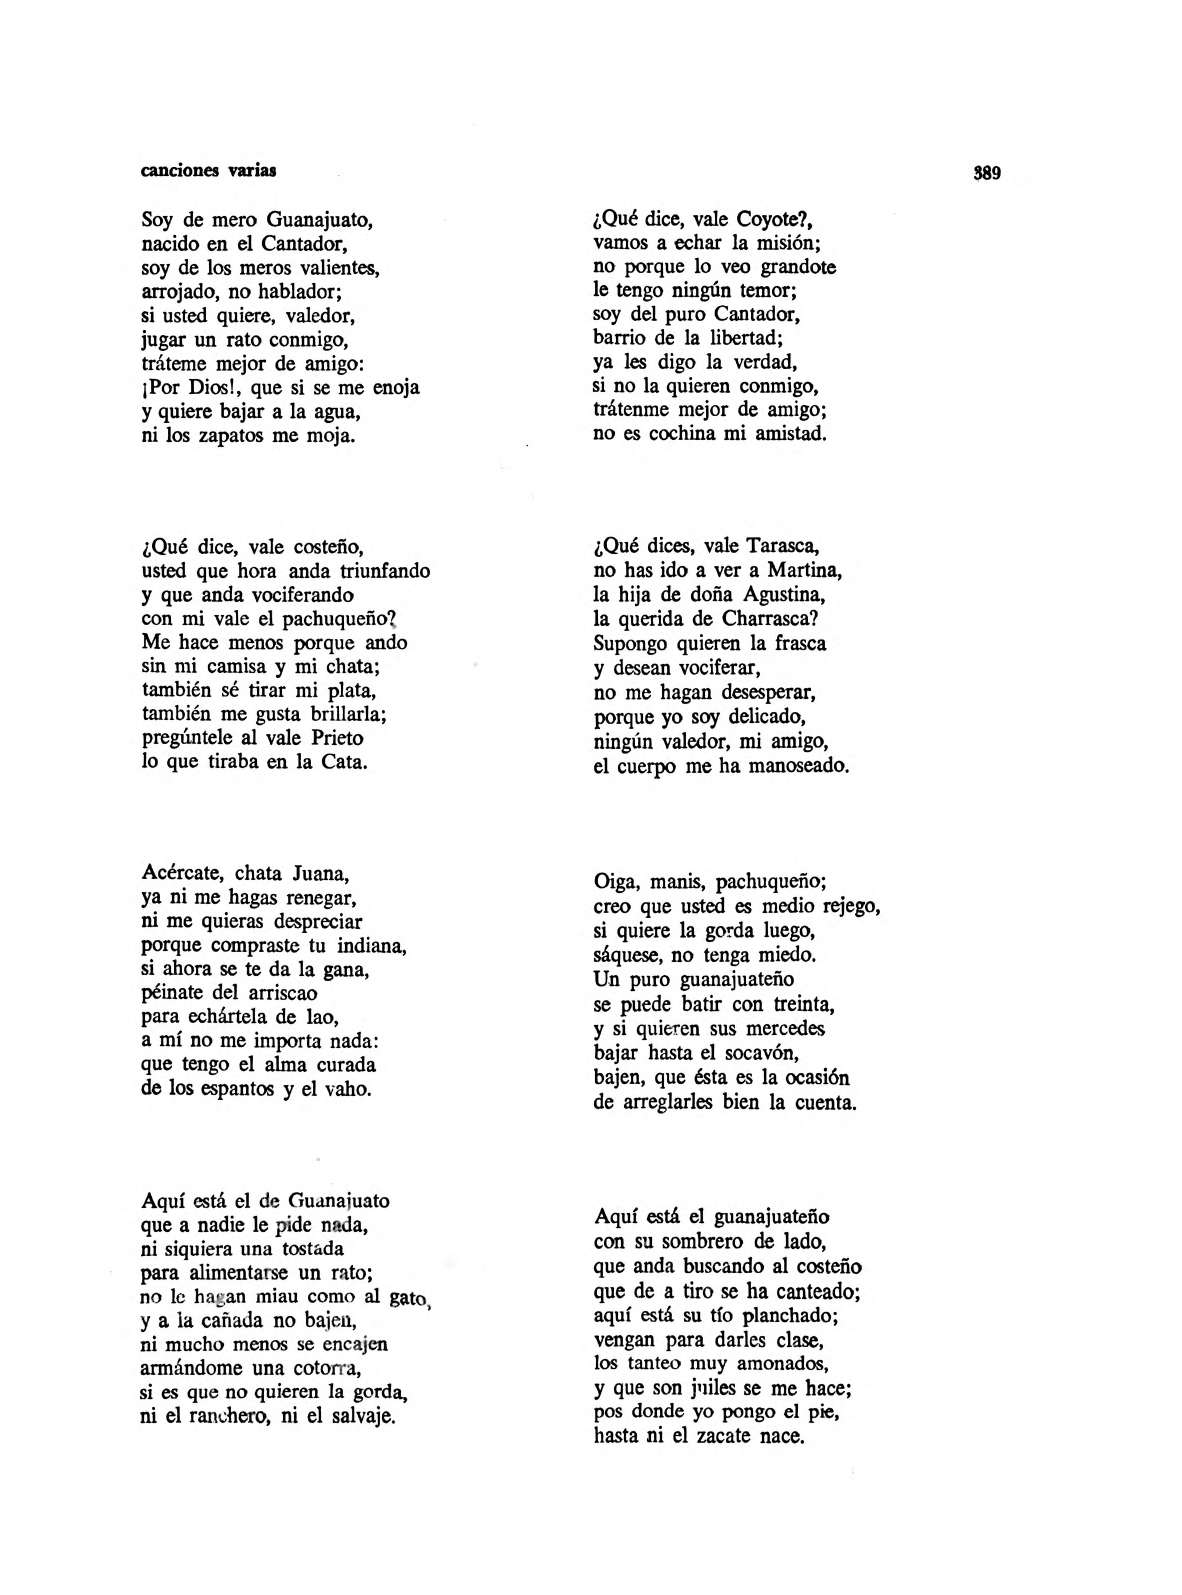 canciones varias
389
Soy de mero Guanajuato,
nacido en el Cantador,
soy de los meros valientes,
arrojado, no hablador;
si usted quiere, valedor,
jugar un rato conmigo,
tráteme mejor de amigo:
¡Por Dios!, que si se me enoja
y quiere bajar a la agua,
ni los zapatos me moja.
¿Qué dice, vale costeño,
usted que hora anda triunfando
y que anda vociferando
con mi vale el pachuqueño?
Me hace menos porque ando
sin mi camisa y mi chata;
también sé tirar mi plata,
también me gusta brillarla;
pregúntele al vale Prieto
lo que tiraba en la Cata.
Acércate, chata Juana,
ya ni me hagas renegar,
ni me quieras despreciar
porque compraste tu indiana,
si ahora se te da la gana,
péinate del arriscao
para echártela de lao,
a mí no me importa nada:
que tengo el alma curada
de los espantos y el vaho.
Aquí está el de Guanajuato
que a nadie le pide nada,
ni siquiera una tostada
para alimentarse un rato;
no le hagan miau como al gato,
y a la cañada no bajen,
ni mucho menos se encajen
armándome una cotorra,
si es que no quieren la gorda,
ni el ranchero, ni el salvaje.
¿Qué dice, vale Coyote?,
vamos a echar la misión;
no porque lo veo grandote
le tengo ningún temor;
soy del puro Cantador,
barrio de la libertad;
ya les digo la verdad,
si no la quieren conmigo,
trátenme mejor de amigo;
no es cochina mi amistad.
¿Qué dices, vale Tarasca,
no has ido a ver a Martina,
la hija de doña Agustina,
la querida de Charrasca?
Supongo quieren la frasca
y desean vociferar,
no me hagan desesperar,
porque yo soy delicado,
ningún valedor, mi amigo,
el cuerpo me ha manoseado.
Oiga, manis, pachuqueño;
creo que usted es medio rejego,
si quiere la gorda luego,
sáquese, no tenga miedo.
Un puro guanajuateño
se puede batir con treinta,
y si quieren sus mercedes
bajar hasta el socavón,
bajen, que ésta es la ocasión
de arreglarles bien la cuenta.
Aquí está el guanajuateño
con su sombrero de lado,
que anda buscando al costeño
que de a tiro se ha canteado;
aquí está su tío planchado;
vengan para darles clase,
los tanteo muy amonados,
y que son juiles se me hace;
pos donde yo pongo el pie,
hasta ni el zacate nace.